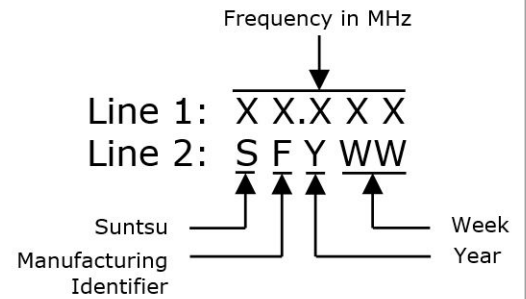 Frequency in MHz
Line 1: X X.X X X
Line 2: S F Y WW
Suntsu
Week
Manufacturing
Identifier
Year